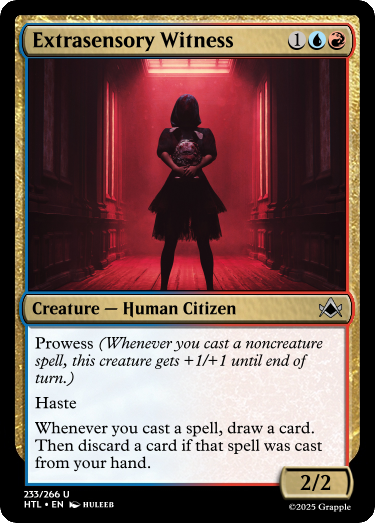 Extrasensory Witness 1
Creature — Human Citizen
Prowess (Whenever you cast a noncreature
spell, this creature gets +1/+1 until end of
turn.)
Haste
Whenever you cast a spell, draw a card.
Then discard a card if that spell was cast
from your hand.
2/2
233/266 U
HTL • EN HULEEB
©2025 Grapple